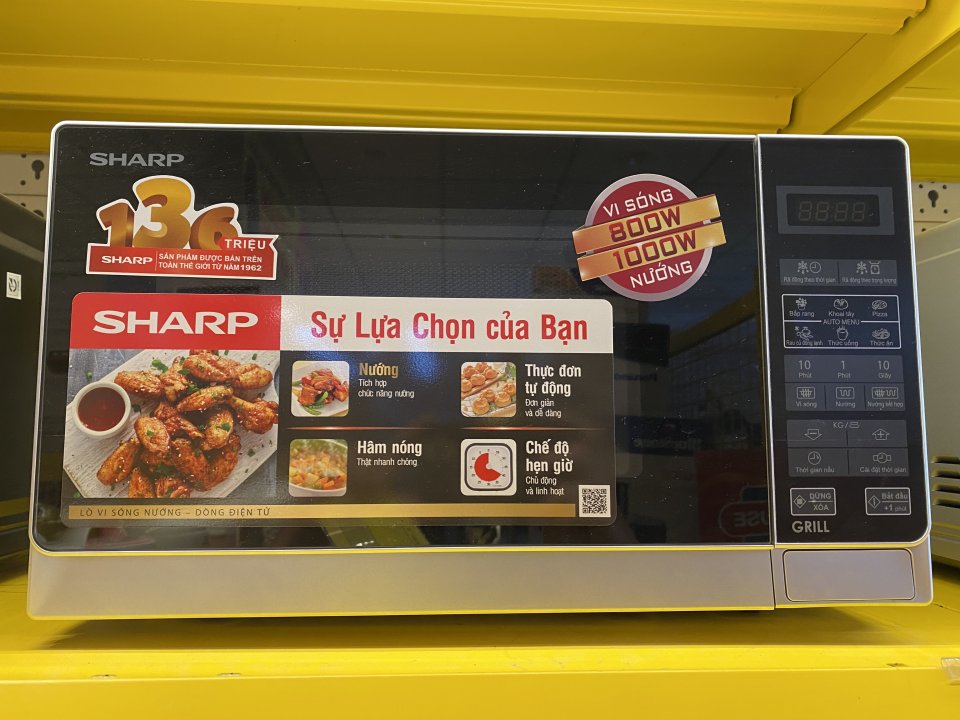 SHARP
136
TRIỆU
SHARP
SẢN PHẨM ĐƯỢC BÁN TRÊN
TOÀN THẾ GIỚI TỪ NĂM 1962
VI SÓNG
800W
1000W
NƯỚNG
SHARP
Sự Lựa Chọn của Bạn
Nướng
Tích hợp
chức năng nướng
Thực đơn
tự động
Đơn giản
và dễ dàng
Hâm nóng
Thật nhanh chóng
Chế độ
hẹn giờ
Chủ động
và linh hoạt
LÒ VI SÓNG NƯỚNG – DÒNG ĐIỆN TỬ
Rã đông theo thời gian
Rã đông theo trọng lượng
Bắp rang
Khoai tây
Pizza
AUTO MENU
Rau củ đông lạnh
Thức uống
Thức ăn
10
Phút
1
Phút
10
Giây
Vi sóng
Nướng
Nướng kết hợp
KG/
Thời gian nấu
Cài đặt thời gian
DỪNG
XÓA
Bắt đầu
+1 phút
GRILL